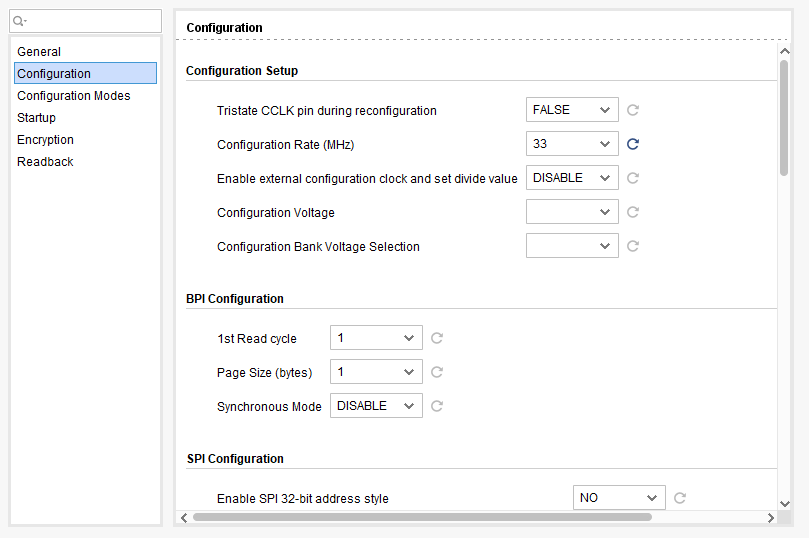 General
Configuration
Configuration Modes
Startup
Encryption
Readback
Configuration
Configuration Setup
Tristate CCLK pin during reconfiguration FALSE
Configuration Rate (MHz) 33
Enable external configuration clock and set divide value DISABLE
Configuration Voltage
Configuration Bank Voltage Selection
BPI Configuration
1st Read cycle 1
Page Size (bytes) 1
Synchronous Mode DISABLE
SPI Configuration
Enable SPI 32-bit address style NO